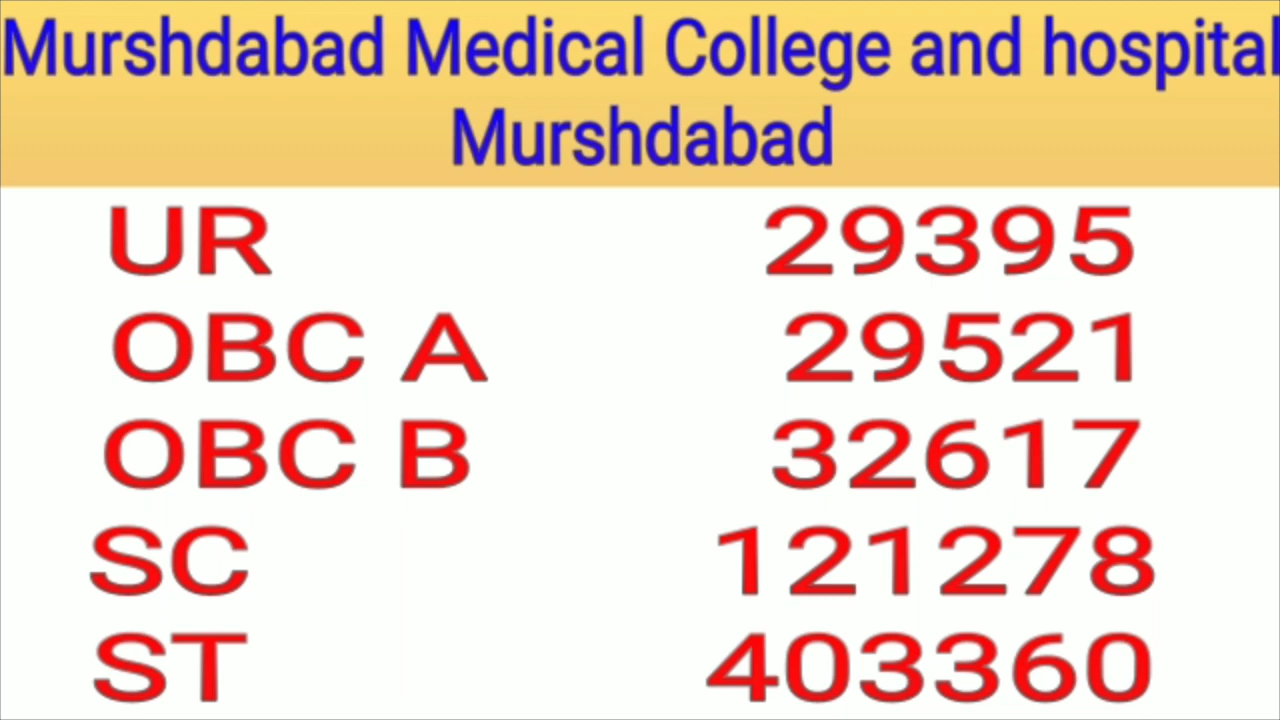 Murshdabad Medical College and hospital
Murshdabad
UR 29395
OBC A 29521
OBC B 32617
SC 121278
ST 403360